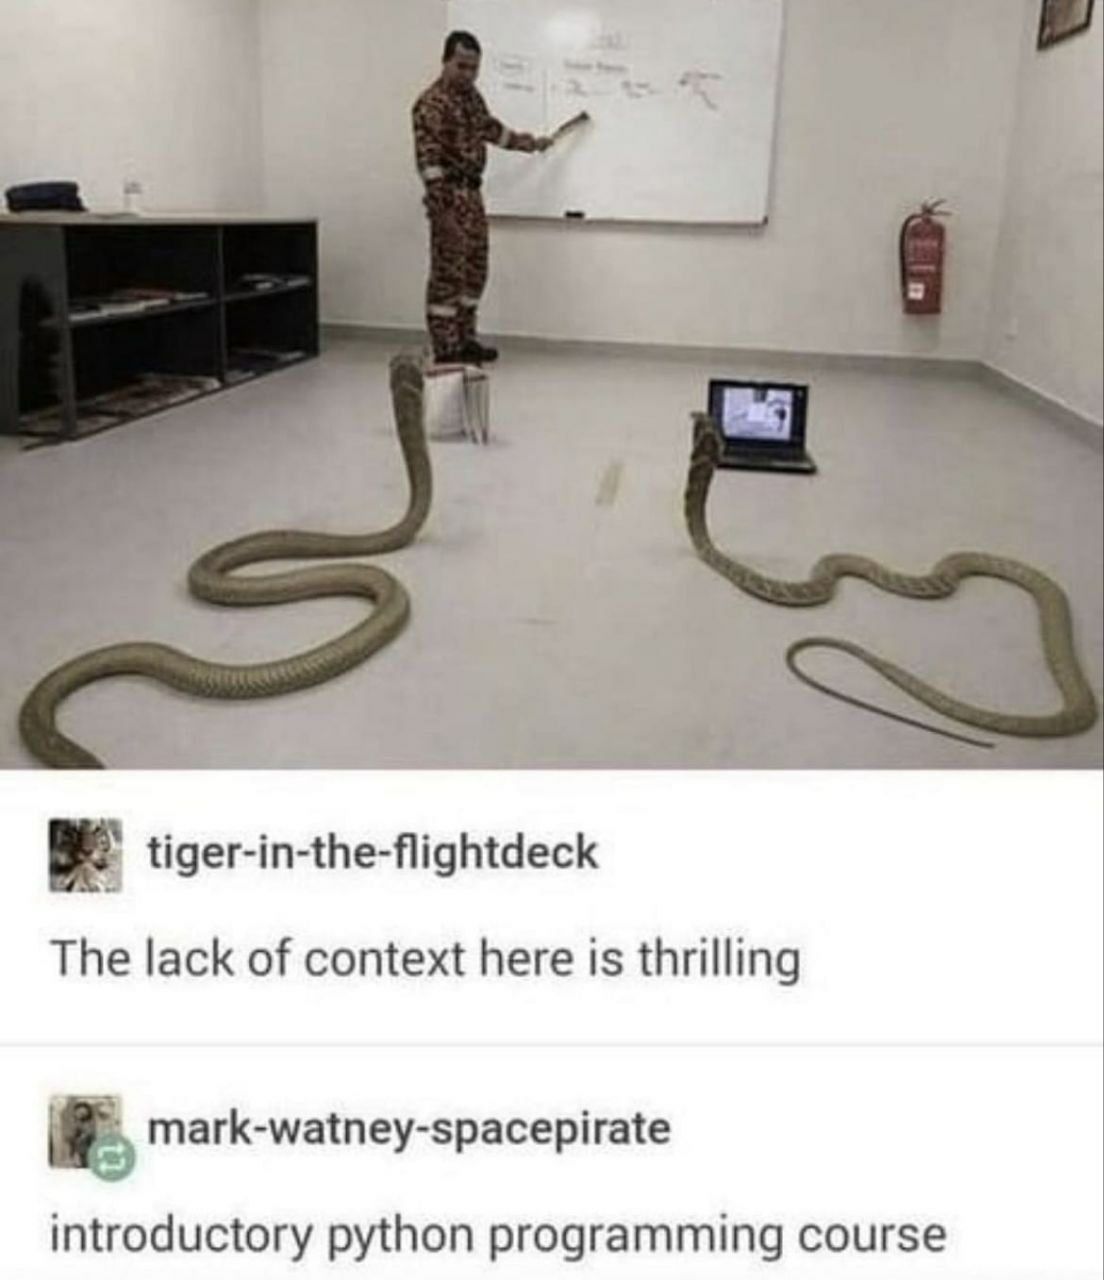 tiger-in-the-flightdeck
The lack of context here is thrilling
mark-watney-spacepirate
introductory python programming course